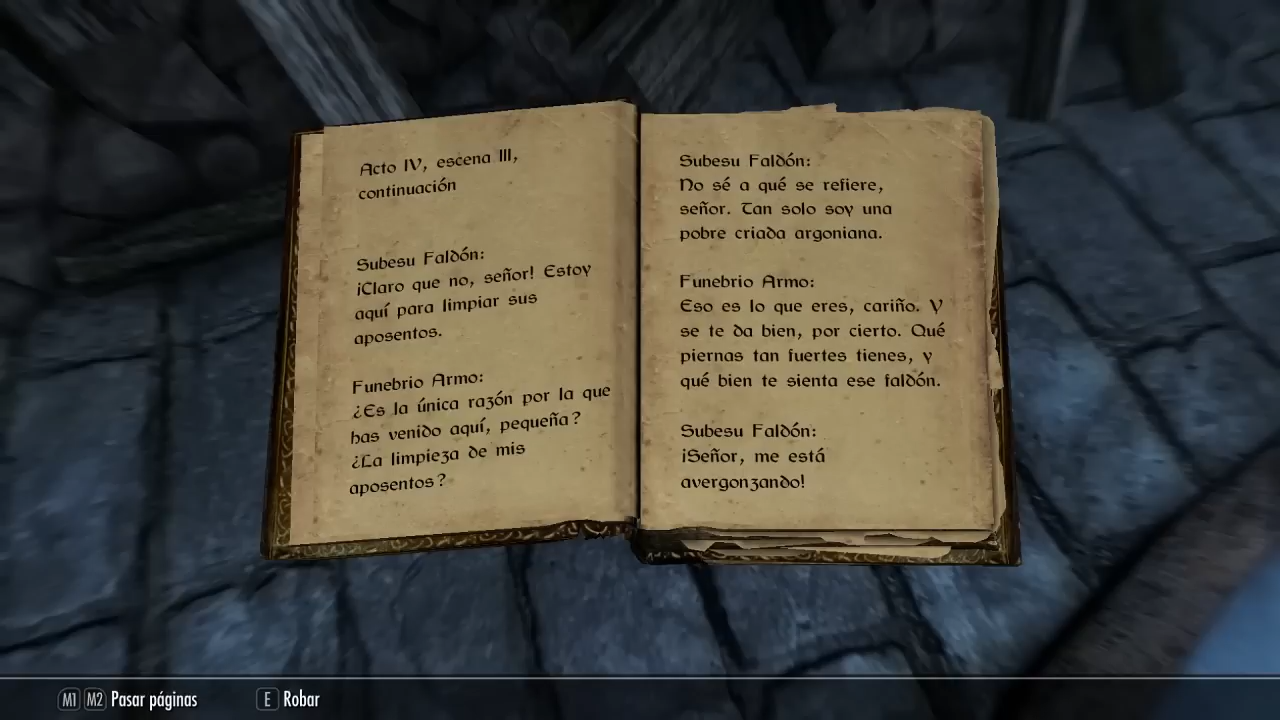 Acto IV, escena III,
continuación
Subesu Faldón:
¡Claro que no, señor! Estoy
aquí para limpiar sus
aposentos.
Funebrio Armo:
¿Es la única razón por la que
has venido aquí, pequeña?
¿La limpieza de mis
aposentos?
Subesu Faldón:
No sé a qué se refiere,
señor. Tan solo soy una
pobre criada argoniana.
Funebrio Armo:
Eso es lo que eres, cariño. Y
se te da bien, por cierto. Qué
piernas tan fuertes tienes, y
qué bien te sienta ese faldón.
Subesu Faldón:
¡Señor, me está
avergonzando!
M1 M2 Pasar páginas E Robar